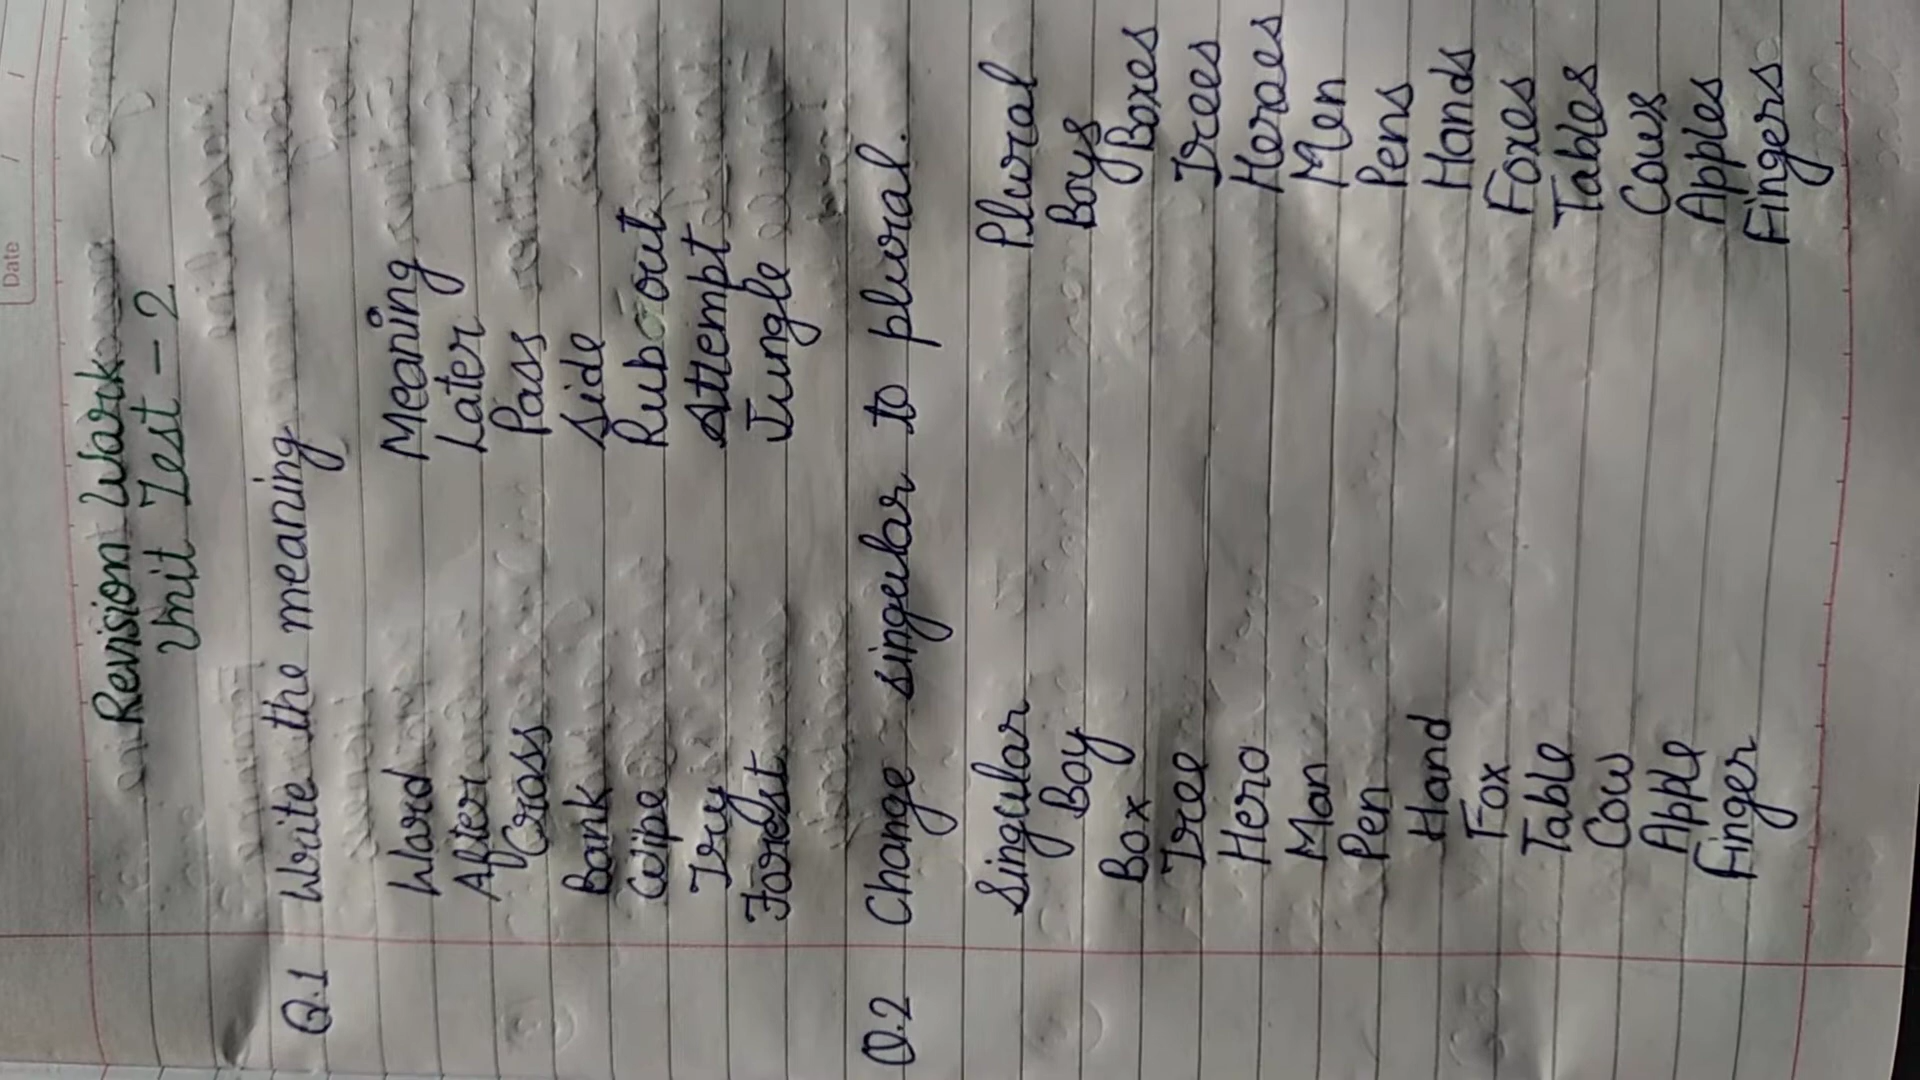 Date / /
Revision Work
Unit Test - 2
Q.1 Write the meaning
Word Meaning
After Later
Cross Pass
Bank Side
Wipe Rub out
Try Attempt
Forest Jungle
Q.2 Change singular to plural.
Singular Plural
Boy Boys
Box Boxes
Tree Trees
Hero Heroes
Man Men
Pen Pens
Hand Hands
Fox Foxes
Table Tables
Cow Cows
Apple Apples
Finger Fingers